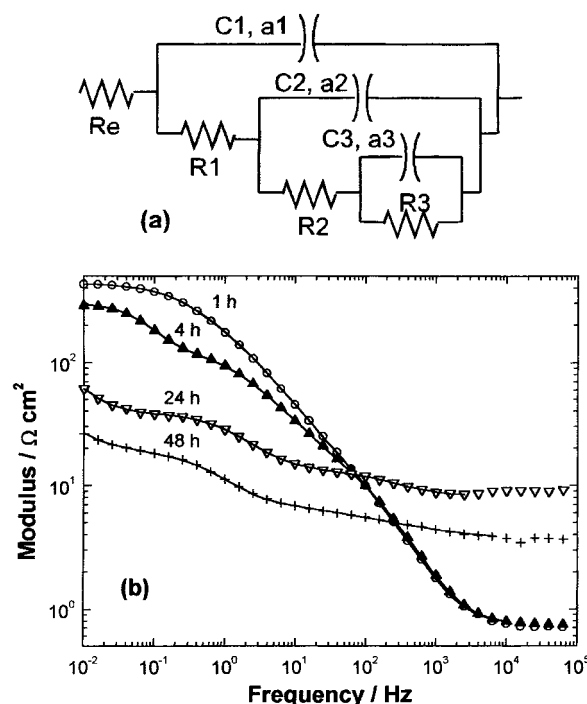 C1, a1
C2, a2
Re
C3, a3
R1
R3
R2
(a)
1 h
4 h
10²
24 h
48 h
10¹
(b)
10⁰
Modulus / Ω cm²
10⁻² 10⁻¹ 10⁰ 10¹ 10² 10³ 10⁴ 10⁵
Frequency / Hz